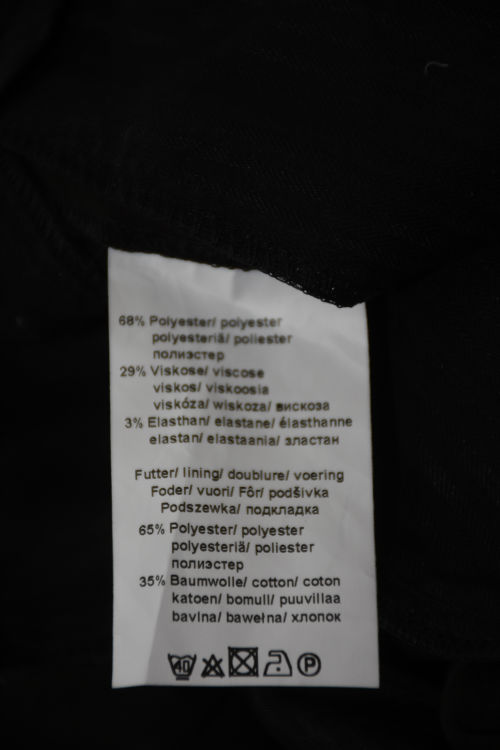 68% Polyester/ polyester
polyesteriä/ poliester
полиэстер
29% Viskose/ viscose
viskos/ viskoosia
viskóza/ wiskoza/ вискоза
3% Elasthan/ elastane/ élasthanne
elastan/ elastaania/ эластан
Futter/ lining/ doublure/ voering
Foder/ vuori/ Fôr/ podšivka
Podszewka/ подкладка
65% Polyester/ polyester
polyesteriä/ poliester
полиэстер
35% Baumwolle/ cotton/ coton
katoen/ bomull/ puuvillaa
bavlna/ bawełna/ хлопок
40 P